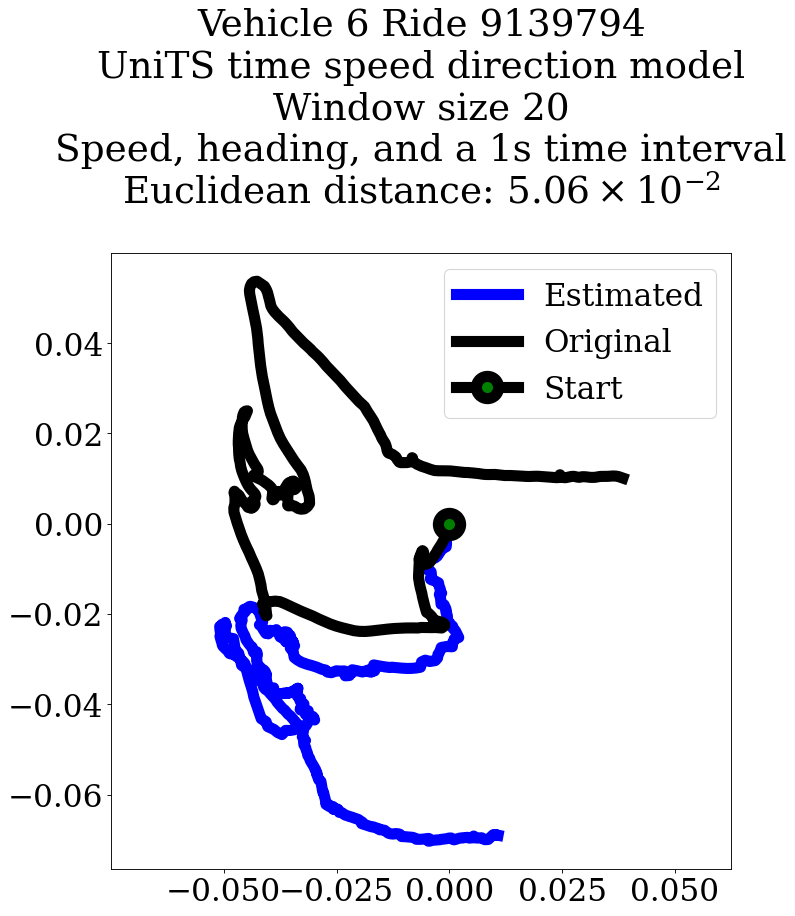 Vehicle 6 Ride 9139794
UniTS time speed direction model
Window size 20
Speed, heading, and a 1s time interval
Euclidean distance: 5.06 × 10⁻²
Estimated
Original
Start
0.04
0.02
0.00
−0.02
−0.04
−0.06
−0.050 −0.025 0.000 0.025 0.050